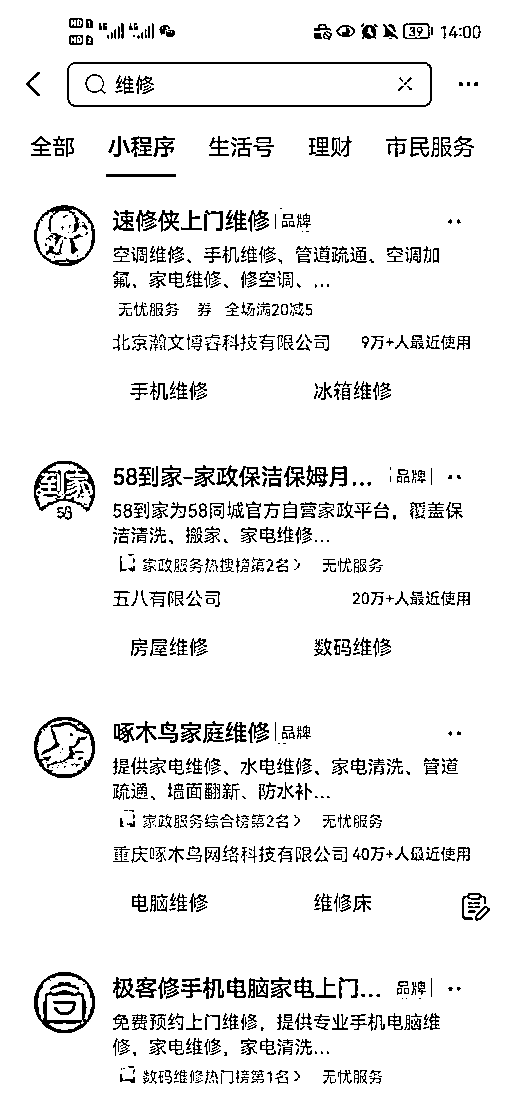 HD 1 4G 4G 39 14:00
HD 2
维修
全部 小程序 生活号 理财 市民服务
速修侠上门维修 品牌
空调维修、手机维修、管道疏通、空调加
氟、家电维修、修空调、...
无忧服务 券 全场满20减5
北京瀚文博睿科技有限公司 9万+人最近使用
手机维修 冰箱维修
到家
58
58到家-家政保洁保姆月... 品牌
58到家为58同城官方自营家政平台，覆盖保
洁清洗、搬家、家电维修...
家政服务热搜榜第2名> 无忧服务
五八有限公司 20万+人最近使用
房屋维修 数码维修
啄木鸟家庭维修 品牌
提供家电维修、水电维修、家电清洗、管道
疏通、墙面翻新、防水补...
家政服务综合榜第2名> 无忧服务
重庆啄木鸟网络科技有限公司 40万+人最近使用
电脑维修 维修床
极客修手机电脑家电上门... 品牌
免费预约上门维修，提供专业手机电脑维
修，家电维修，家电清洗...
数码维修热门榜第1名> 无忧服务